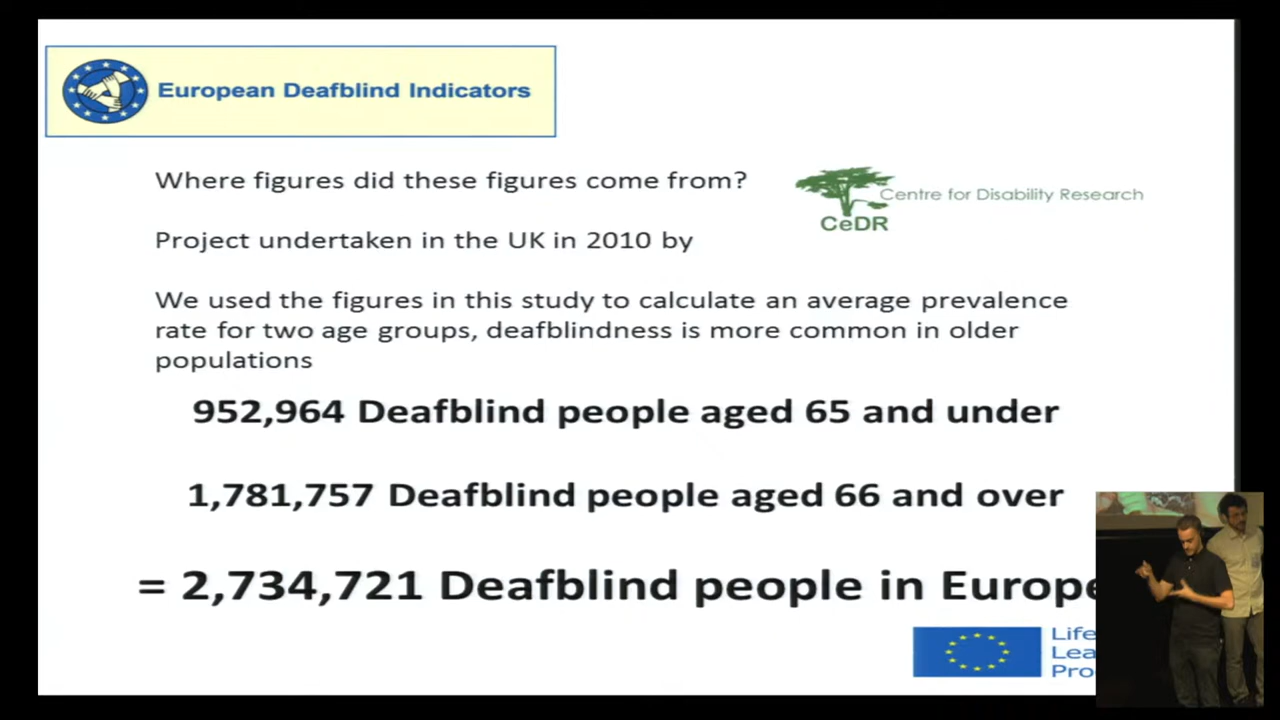 European Deafblind Indicators
Where figures did these figures come from?
Centre for Disability Research
CeDR
Project undertaken in the UK in 2010 by
We used the figures in this study to calculate an average prevalence
rate for two age groups, deafblindness is more common in older
populations
952,964 Deafblind people aged 65 and under
1,781,757 Deafblind people aged 66 and over
= 2,734,721 Deafblind people in Europe
Life
Lea
Pro